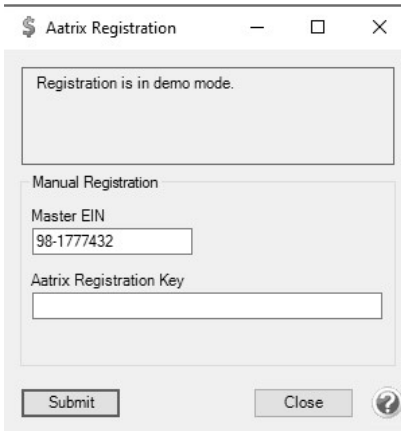 Aatrix Registration
Registration is in demo mode.
Manual Registration
Master EIN
98-1777432
Aatrix Registration Key
Submit
Close
?